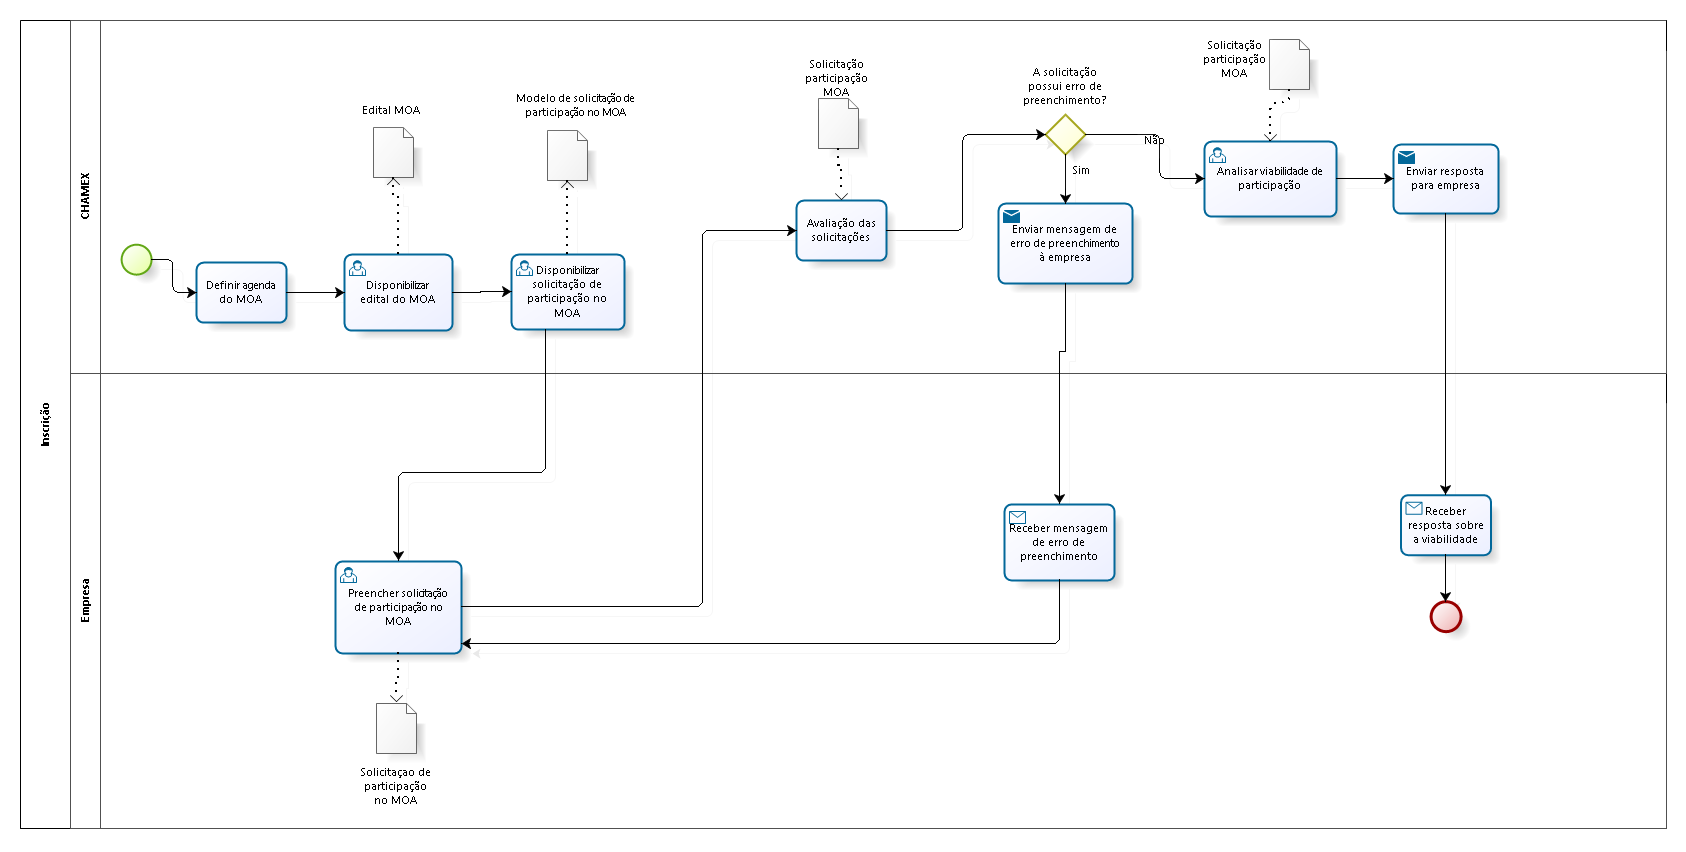 Inscrição
CHAMEX
Empresa
Edital MOA
Modelo de solicitação de
participação no MOA
Solicitação
participação
MOA
A solicitação
possui erro de
preenchimento?
Solicitação
participação
MOA
Não
Sim
Definir agenda
do MOA
Disponibilizar
edital do MOA
Disponibilizar
solicitação de
participação no
MOA
Avaliação das
solicitações
Enviar mensagem de
erro de preenchimento
à empresa
Analisar viabilidade de
participação
Enviar resposta
para empresa
Preencher solicitação
de participação no
MOA
Receber mensagem
de erro de
preenchimento
Receber
resposta sobre
a viabilidade
Solicitaçao de
participação
no MOA